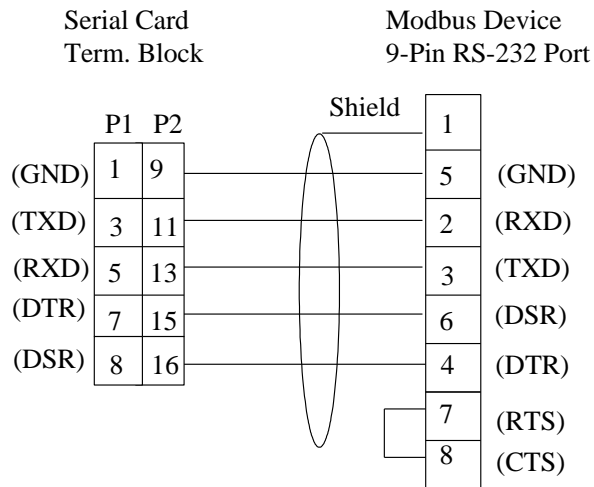 Serial Card
Term. Block
Modbus Device
9-Pin RS-232 Port
Shield
P1 P2
1
(GND) 1 9 5 (GND)
(TXD) 3 11 2 (RXD)
(RXD) 5 13 3 (TXD)
(DTR) 7 15 6 (DSR)
(DSR) 8 16 4 (DTR)
7 (RTS)
8 (CTS)